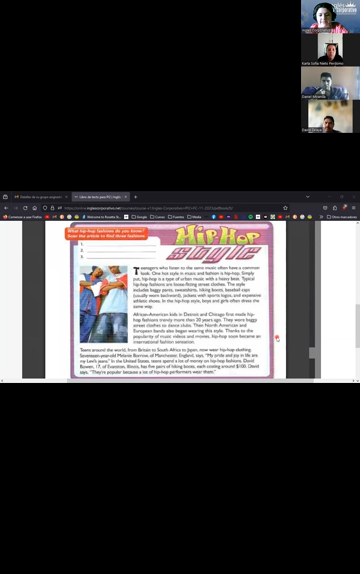 Karla Sofia Nieto Perdomo
Daniel Miranda
What hip-hop fashions do you know?
Scan the article to find three fashions.
1.
2.
3.
HIP-HOP
style
Teenagers who listen to the same music often have a common
look. One hot style in music and fashion is hip-hop. Simply
put, hip-hop is a type of urban music with a heavy beat. Typical
hip-hop fashions are loose-fitting street clothes. The style
includes baggy pants, sweatshirts, hiking boots, baseball caps
(usually worn backward), jackets with sports logos, and expensive
athletic shoes. In the hip-hop style, boys and girls often dress the
same way.
African-American kids in Detroit and Chicago first made hip-
hop fashions trendy more than 20 years ago. They wore baggy
street clothes to dance clubs. Then North American and
European bands also began wearing this style. Thanks to the
popularity of music videos and movies, hip-hop soon became an
international fashion sensation.
Teens around the world, from Britain to South Africa to Japan, now wear hip-hop clothing.
Seventeen-year-old Melanie Borrow, of Manchester, England, says, "My pride and joy in life are
my Levi's jeans." In the United States, teens spend a lot of money on hip-hop fashions. David
Bowen, 17, of Evanston, Illinois, has five pairs of hiking boots, each costing around $100. David
says, "They're popular because a lot of hip-hop performers wear them."